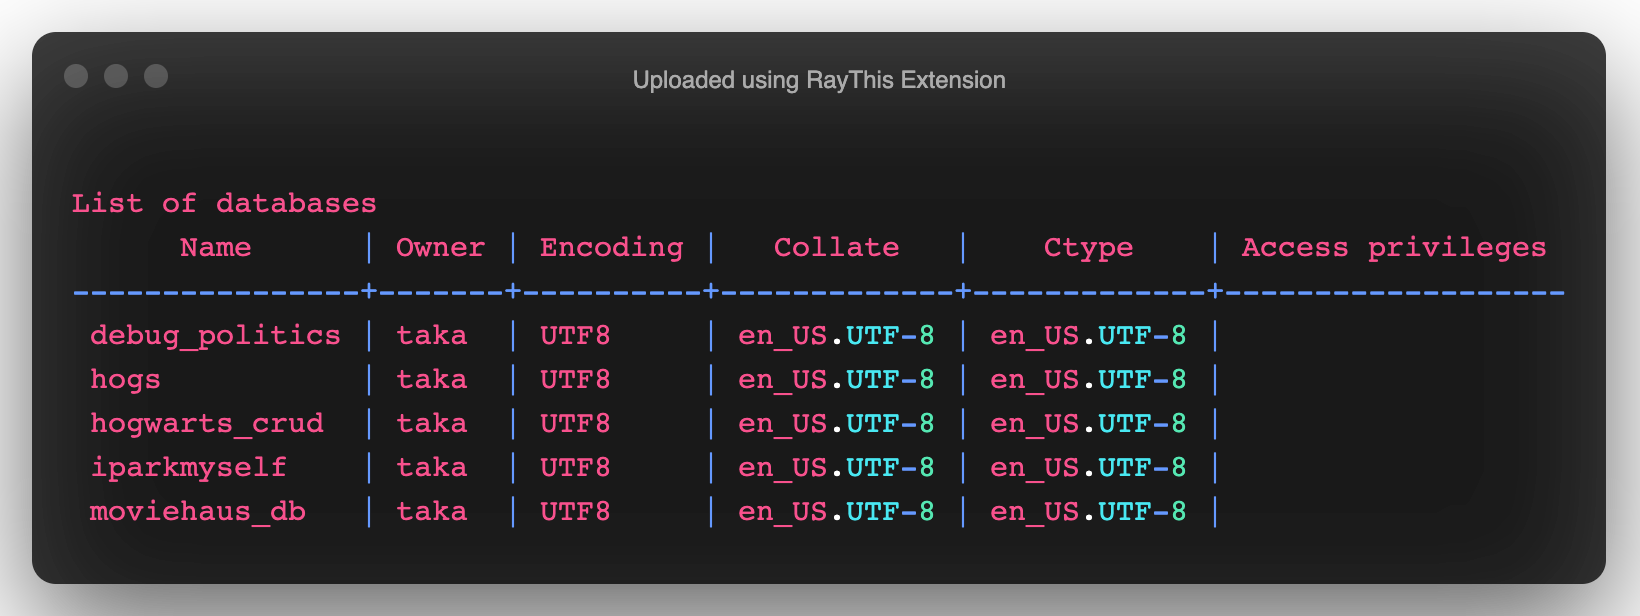 Uploaded using RayThis Extension
List of databases
      Name      | Owner | Encoding |   Collate   |    Ctype    | Access privileges
----------------+-------+----------+-------------+-------------+-------------------
 debug_politics | taka  | UTF8     | en_US.UTF-8 | en_US.UTF-8 |
 hogs           | taka  | UTF8     | en_US.UTF-8 | en_US.UTF-8 |
 hogwarts_crud  | taka  | UTF8     | en_US.UTF-8 | en_US.UTF-8 |
 iparkmyself    | taka  | UTF8     | en_US.UTF-8 | en_US.UTF-8 |
 moviehaus_db   | taka  | UTF8     | en_US.UTF-8 | en_US.UTF-8 |